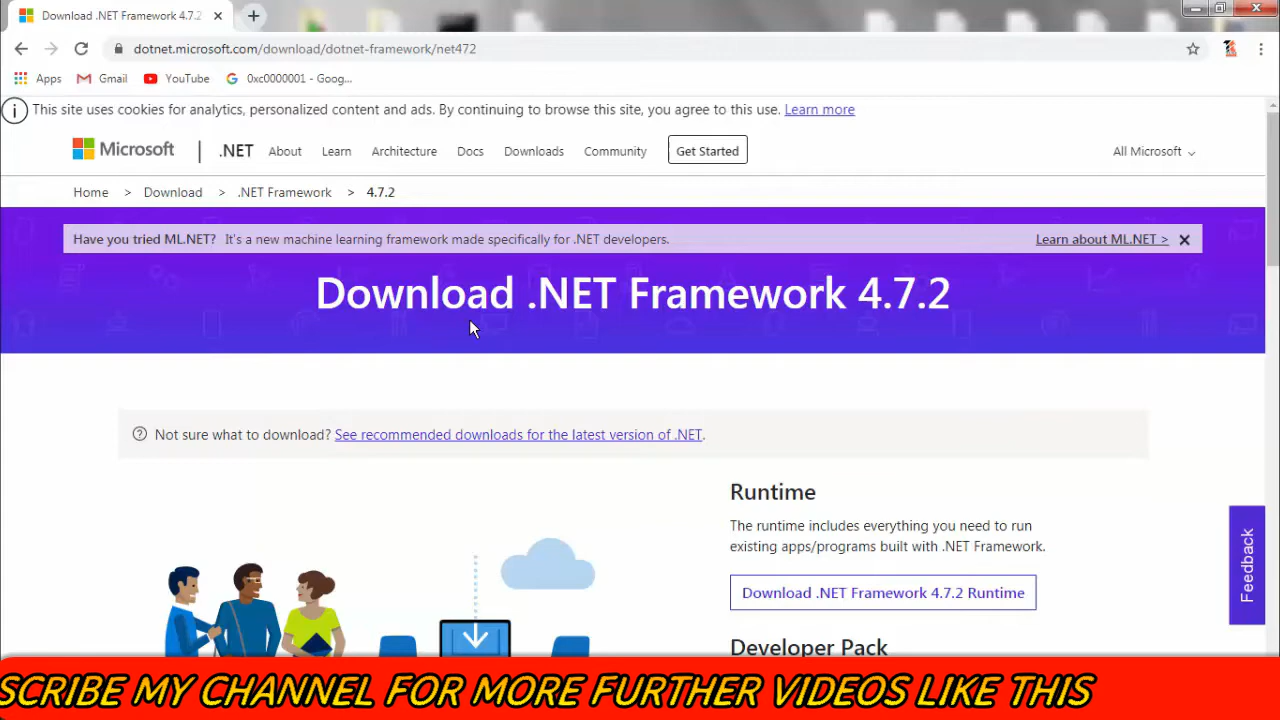 Download .NET Framework 4.7.2
dotnet.microsoft.com/download/dotnet-framework/net472
Apps Gmail YouTube 0xc0000001 - Goog...
This site uses cookies for analytics, personalized content and ads. By continuing to browse this site, you agree to this use. Learn more
Microsoft | .NET About Learn Architecture Docs Downloads Community Get Started All Microsoft
Home > Download > .NET Framework > 4.7.2
Have you tried ML.NET? It's a new machine learning framework made specifically for .NET developers. Learn about ML.NET >
Download .NET Framework 4.7.2
Not sure what to download? See recommended downloads for the latest version of .NET.
Runtime
The runtime includes everything you need to run
existing apps/programs built with .NET Framework.
Download .NET Framework 4.7.2 Runtime
Feedback
Developer Pack
SCRIBE MY CHANNEL FOR MORE FURTHER VIDEOS LIKE THIS